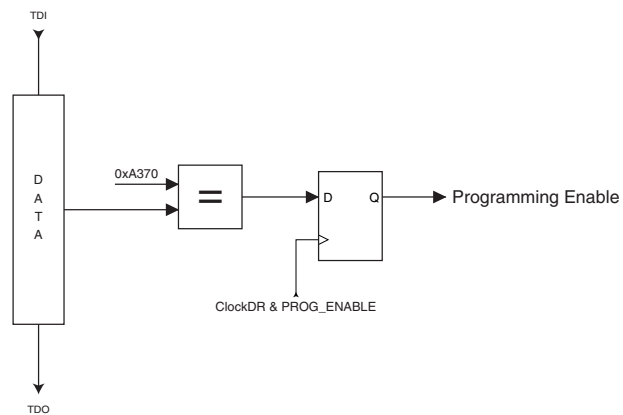 TDI
D
A
T
A
0xA370
=
D Q
Programming Enable
ClockDR & PROG_ENABLE
TDO